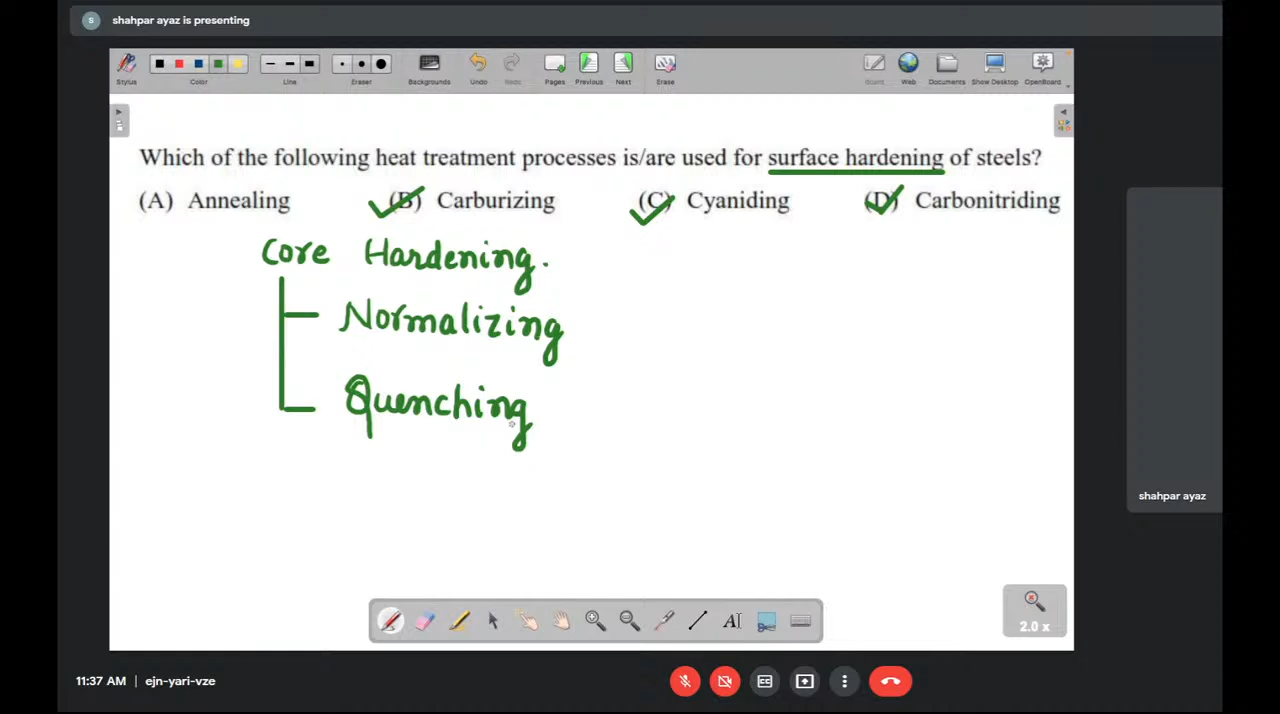 S shahpar ayaz is presenting
Stylus Color Line Eraser Backgrounds Undo Redo Pages Previous Next Erase Board Web Documents Show Desktop OpenBoard
Which of the following heat treatment processes is/are used for surface hardening of steels?
(A) Annealing (B) Carburizing (C) Cyaniding (D) Carbonitriding
Core Hardening.
Normalizing
Quenching
shahpar ayaz
2.0 x
11:37 AM | ejn-yari-vze